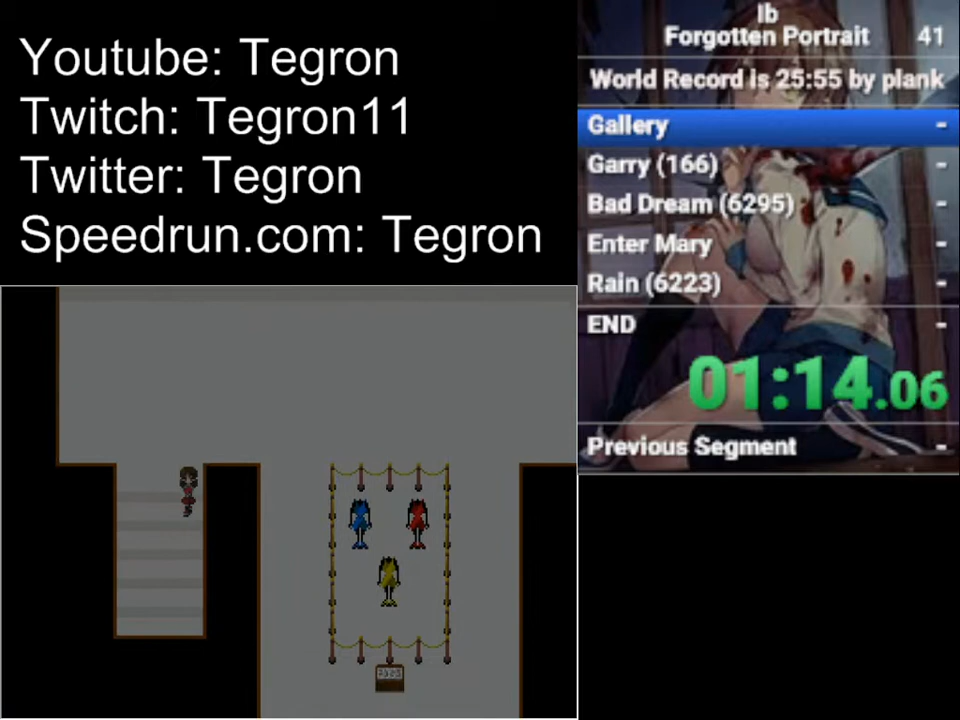 Youtube: Tegron
Twitch: Tegron11
Twitter: Tegron
Speedrun.com: Tegron
Ib
Forgotten Portrait 41
World Record is 25:55 by plank
Gallery -
Garry (166) -
Bad Dream (6295) -
Enter Mary -
Rain (6223) -
END -
01:14.06
Previous Segment -